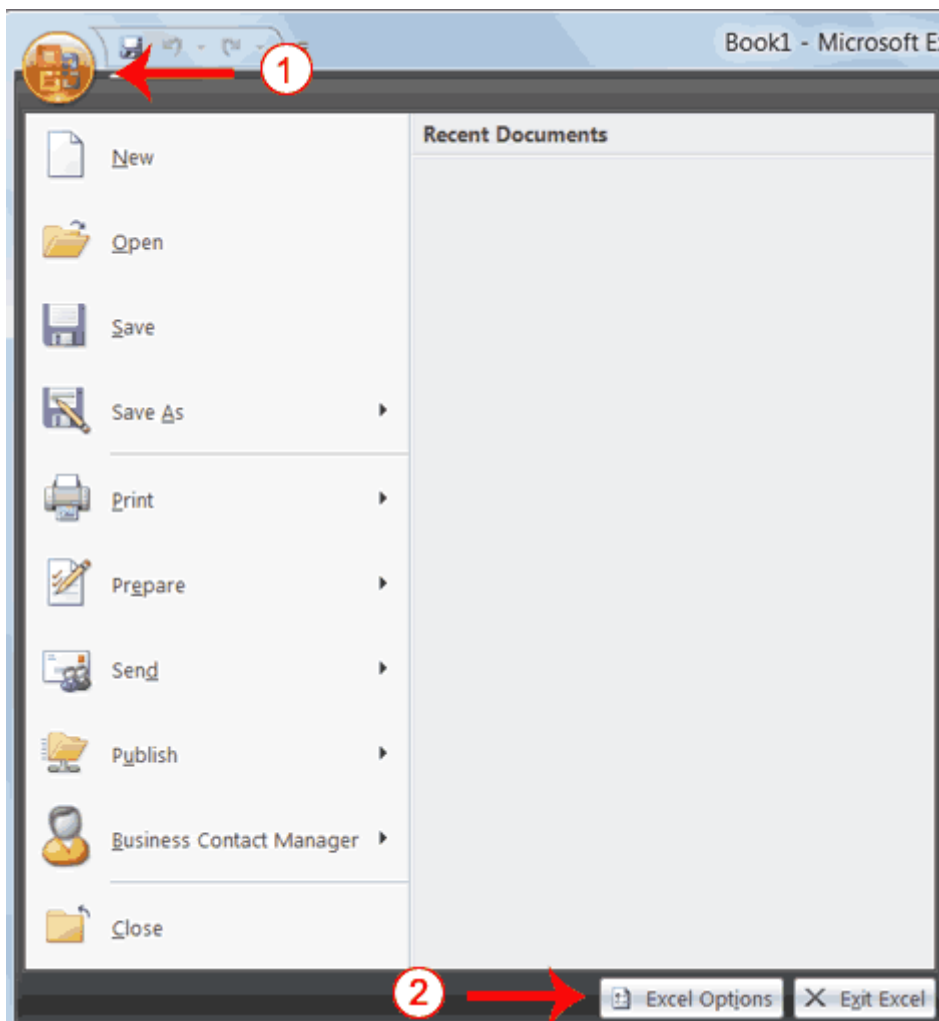 Book1 - Microsoft E
1
Recent Documents
New
Open
Save
Save As
Print
Prepare
Send
Publish
Business Contact Manager
Close
2
Excel Options
Exit Excel